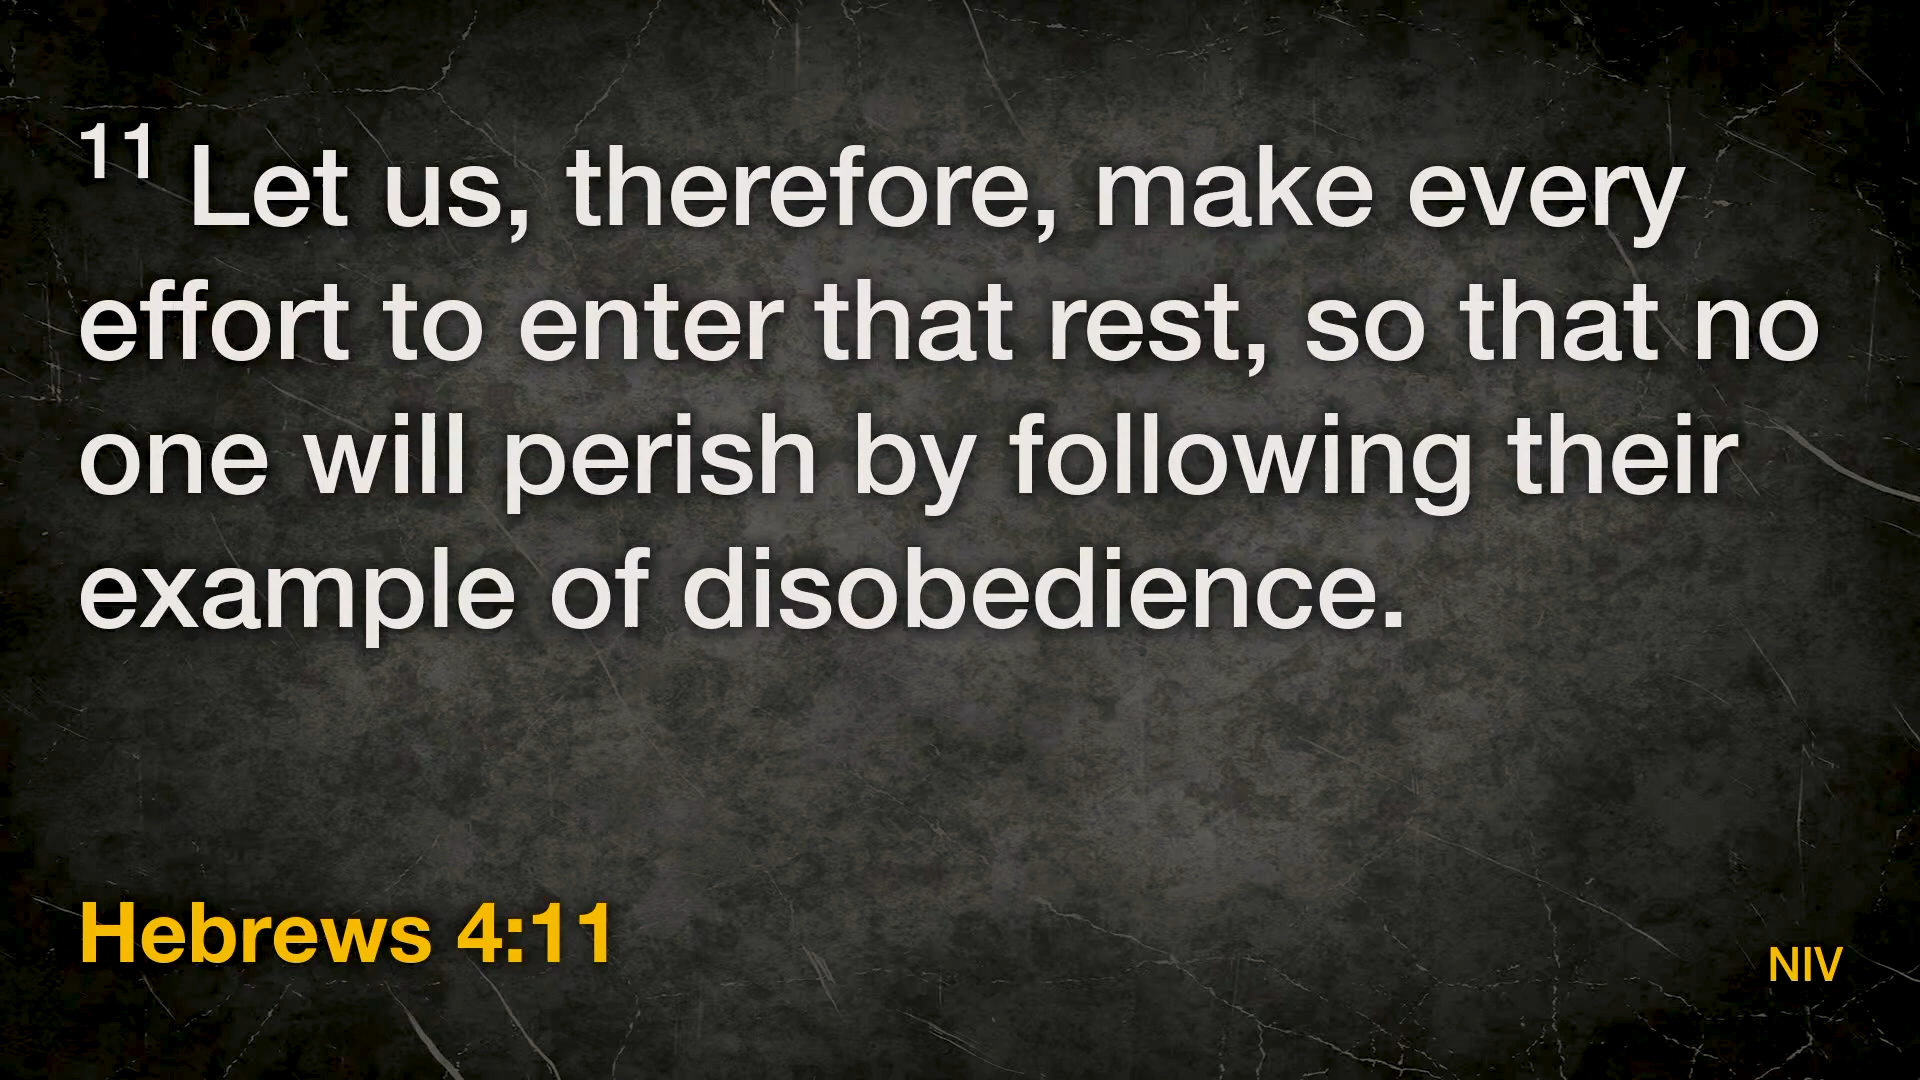 11 Let us, therefore, make every
effort to enter that rest, so that no
one will perish by following their
example of disobedience.
Hebrews 4:11
NIV